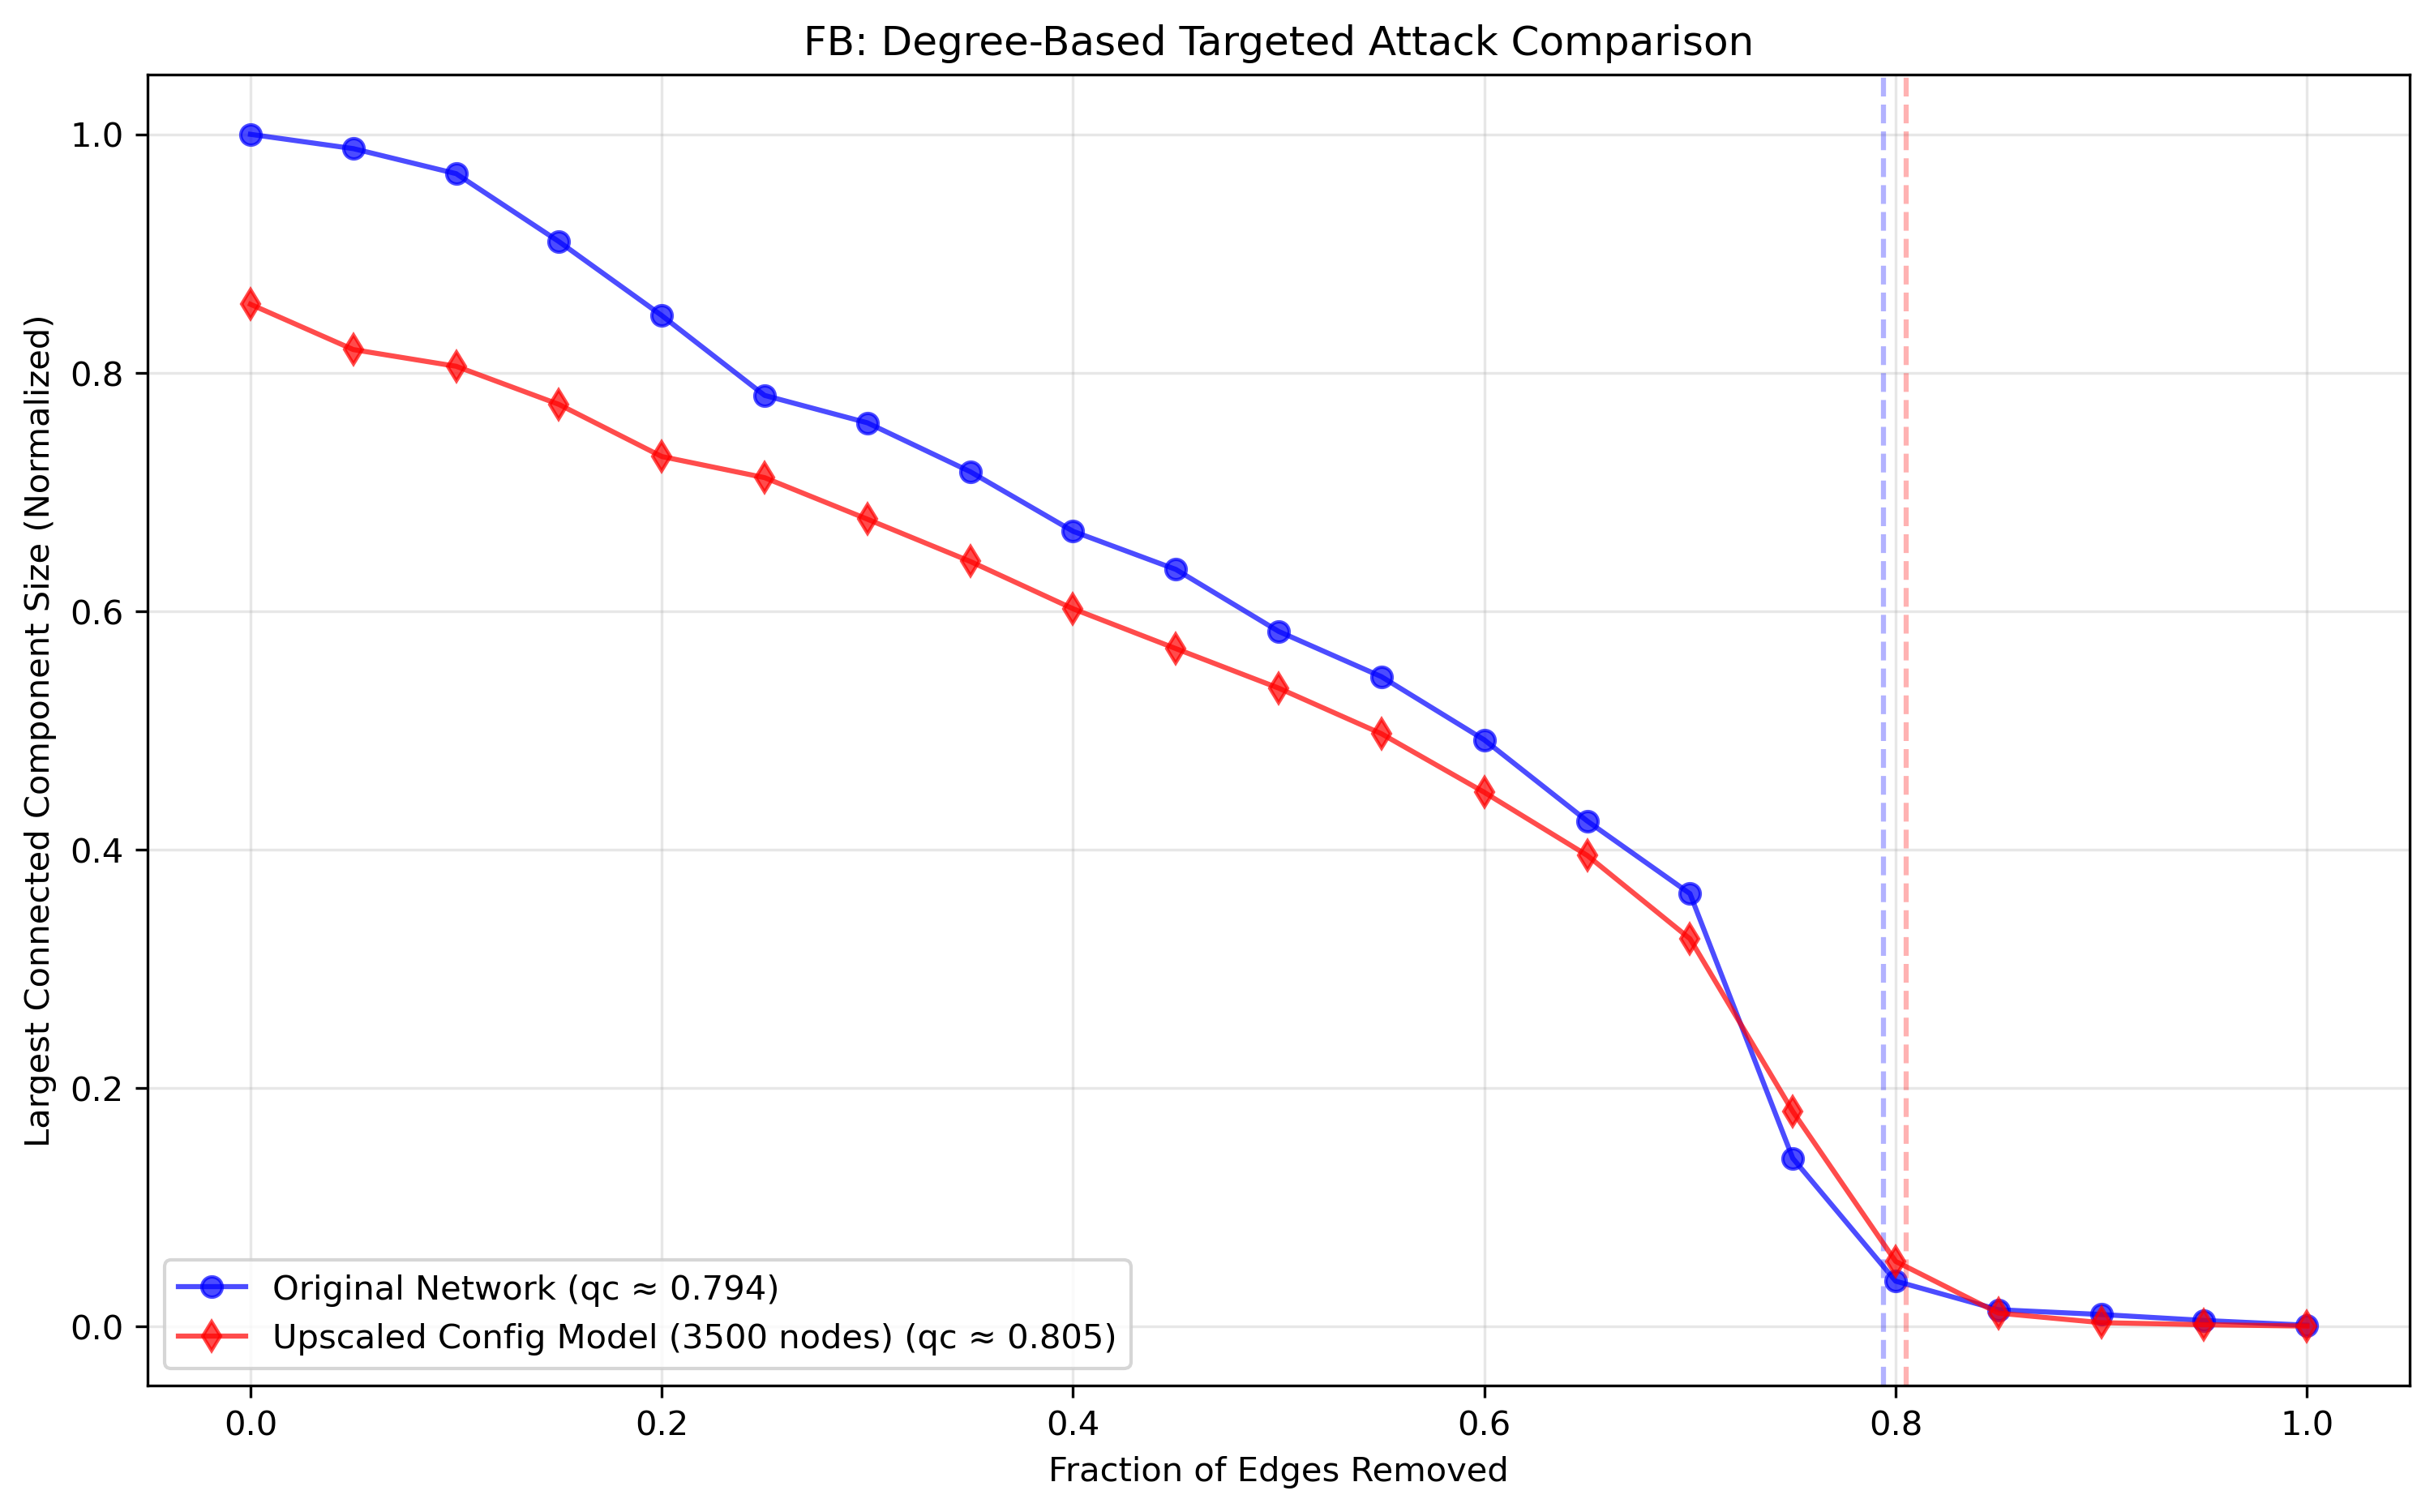 FB: Degree-Based Targeted Attack Comparison
Largest Connected Component Size (Normalized)
1.0
0.8
0.6
0.4
0.2
0.0
Original Network (qc ≈ 0.794)
Upscaled Config Model (3500 nodes) (qc ≈ 0.805)
0.0 0.2 0.4 0.6 0.8 1.0
Fraction of Edges Removed